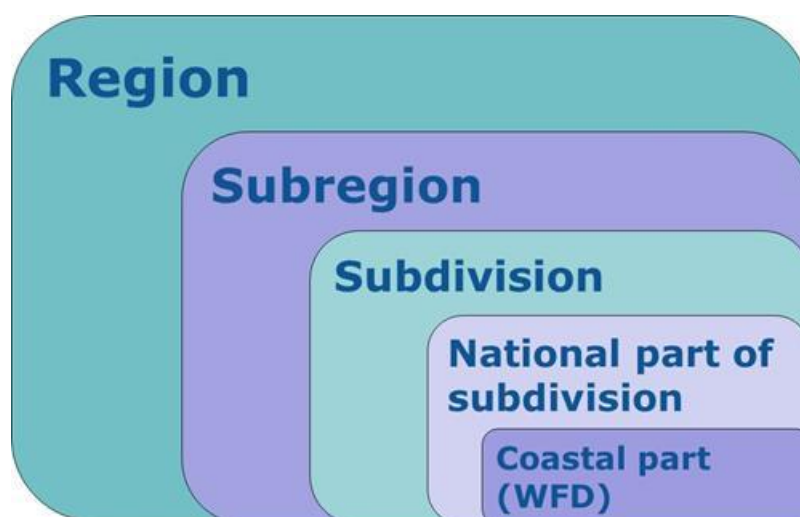 Region
Subregion
Subdivision
National part of
subdivision
Coastal part
(WFD)